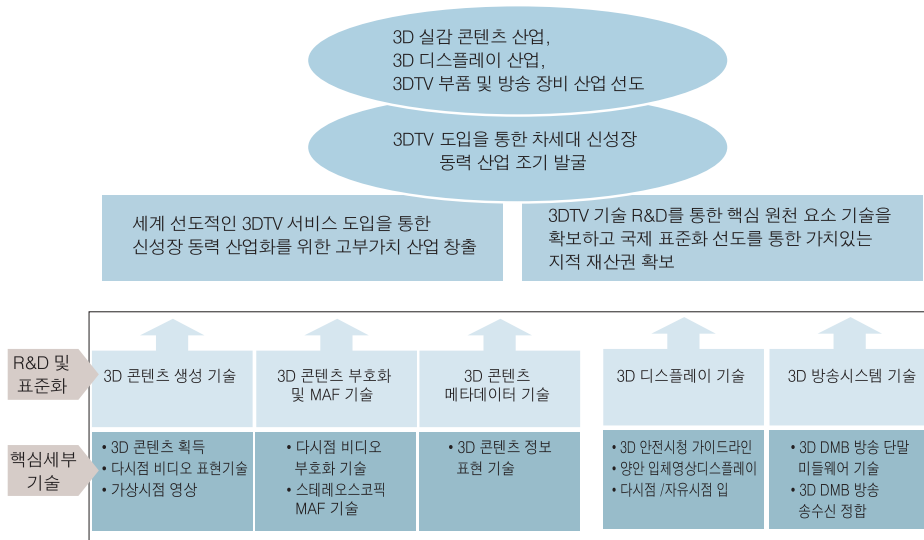 3D 실감 콘텐츠 산업,
3D 디스플레이 산업,
3DTV 부품 및 방송 장비 산업 선도
3DTV 도입을 통한 차세대 신성장
동력 산업 조기 발굴
세계 선도적인 3DTV 서비스 도입을 통한
신성장 동력 산업화를 위한 고부가치 산업 창출
3DTV 기술 R&D를 통한 핵심 원천 요소 기술을
확보하고 국제 표준화 선도를 통한 가치있는
지적 재산권 확보
R&D 및
표준화
3D 콘텐츠 생성 기술
3D 콘텐츠 부호화
및 MAF 기술
3D 콘텐츠
메타데이터 기술
3D 디스플레이 기술
3D 방송시스템 기술
핵심세부
기술
• 3D 콘텐츠 획득
• 다시점 비디오 표현기술
• 가상시점 영상
• 다시점 비디오
부호화 기술
• 스테레오스코픽
MAF 기술
• 3D 콘텐츠 정보
표현 기술
• 3D 안전시청 가이드라인
• 양안 입체영상디스플레이
• 다시점 /자유시점 입
• 3D DMB 방송 단말
미들웨어 기술
• 3D DMB 방송
송수신 정합